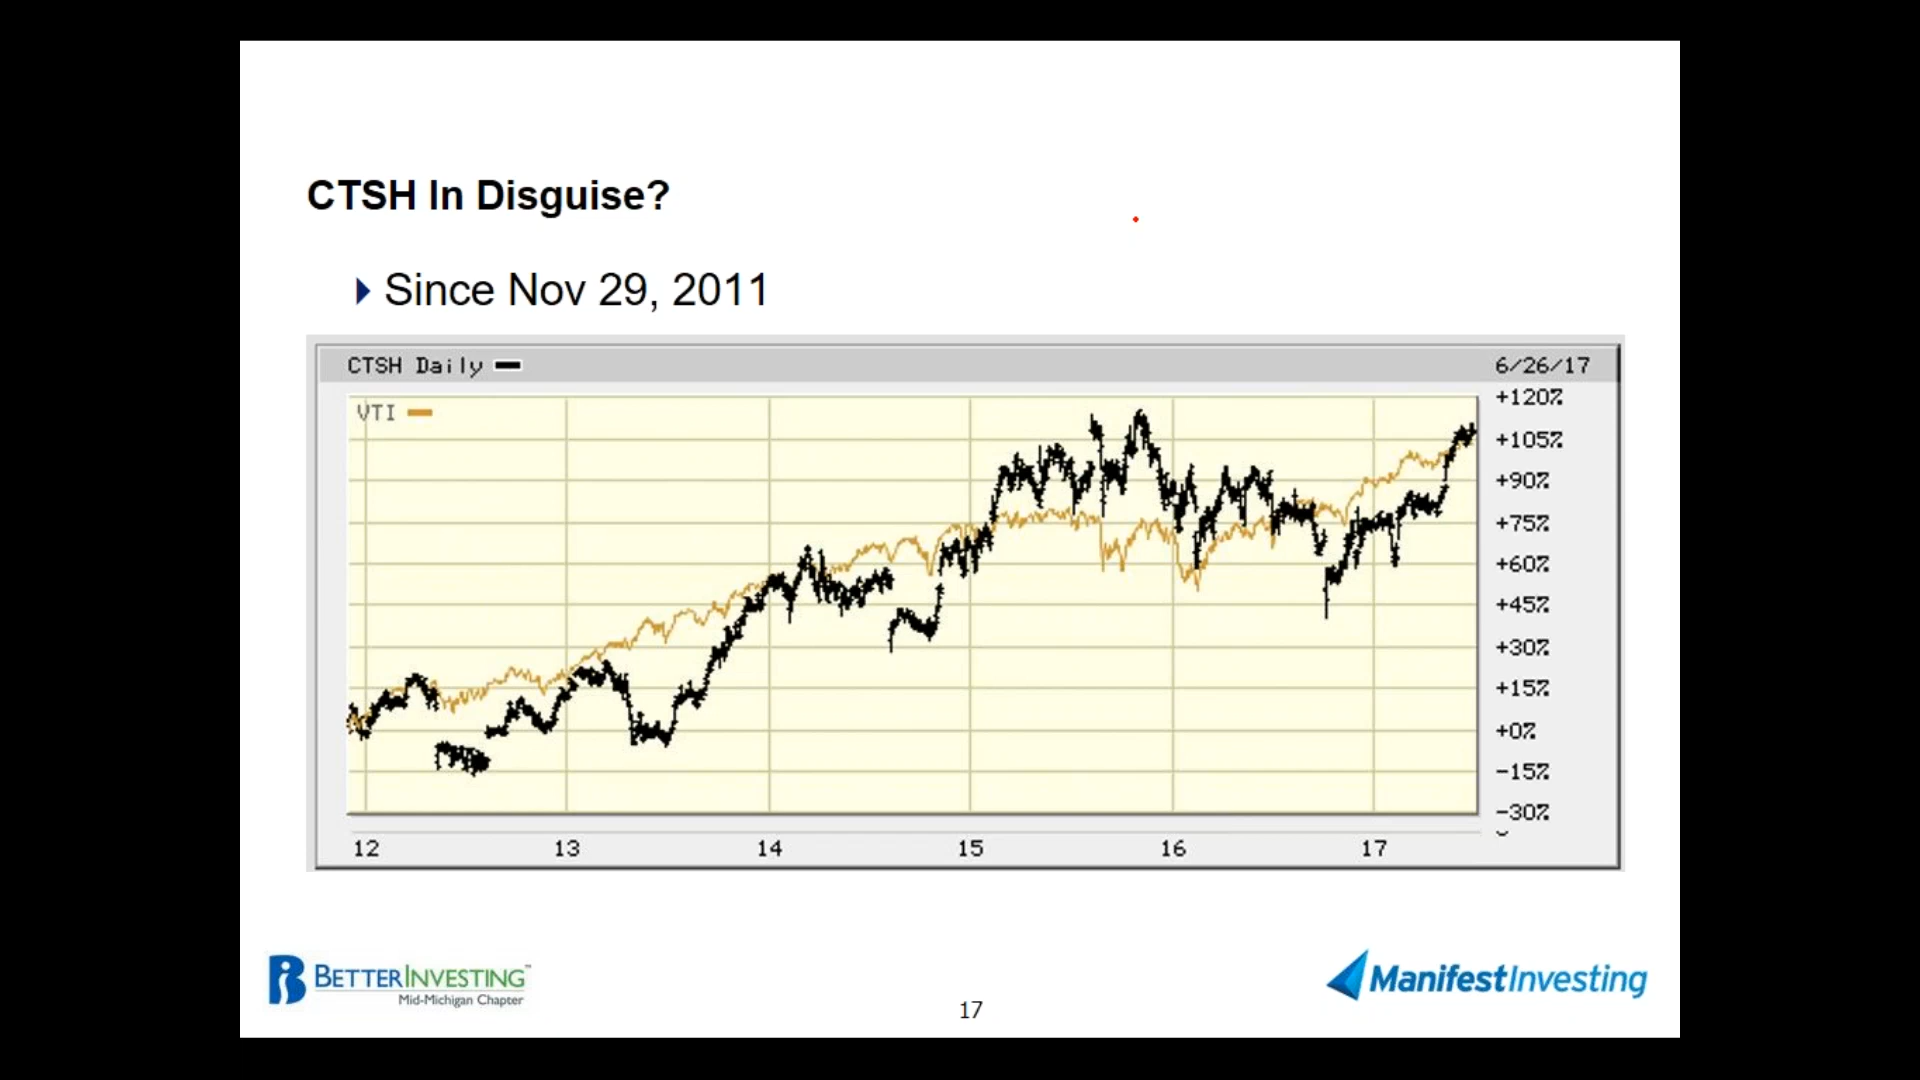 CTSH In Disguise?
Since Nov 29, 2011
CTSH Daily
6/26/17
VTI
+120%
+105%
+90%
+75%
+60%
+45%
+30%
+15%
+0%
-15%
-30%
12 13 14 15 16 17
BETTERINVESTING™
Mid-Michigan Chapter
ManifestInvesting
17